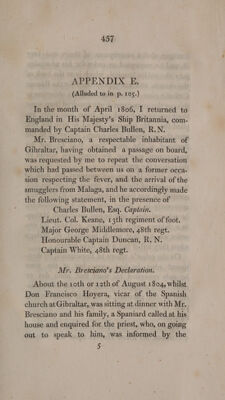 457
APPENDIX E.
(Alluded to in p. 105.)
In the month of April 1806, I returned to
England in His Majesty's Ship Britannia, com-
manded by Captain Charles Bullen, R. N.
Mr. Bresciano, a respectable inhabitant of
Gibraltar, having obtained a passage on board,
was requested by me to repeat the conversation
which had passed between us on a former occa-
sion respecting the fever, and the arrival of the
smugglers from Malaga, and he accordingly made
the following statement, in the presence of
Charles Bullen, Esq. Captain.
Lieut. Col. Keane, 13th regiment of foot.
Major George Middlemore, 48th regt.
Honourable Captain Duncan, R. N.
Captain White, 48th regt.
Mr. Bresciano's Declaration.
About the 10th or 12th of August 1804, whilst
Don Francisco Hoyera, vicar of the Spanish
church at Gibraltar, was sitting at dinner with Mr.
Bresciano and his family, a Spaniard called at his
house and enquired for the priest, who, on going
out to speak to him, was informed by the
5